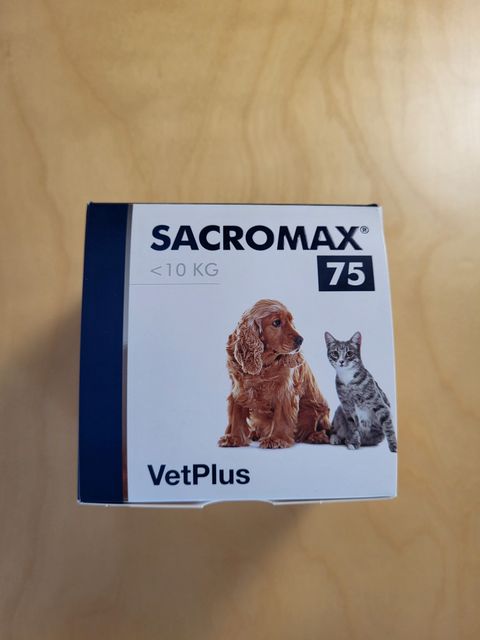 SACROMAX®
<10 KG
75
VetPlus